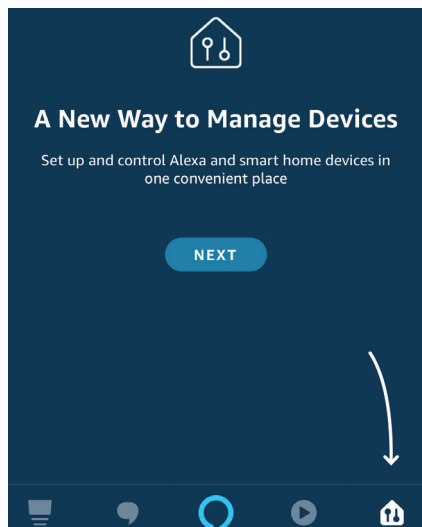 A New Way to Manage Devices
Set up and control Alexa and smart home devices in
one convenient place
NEXT